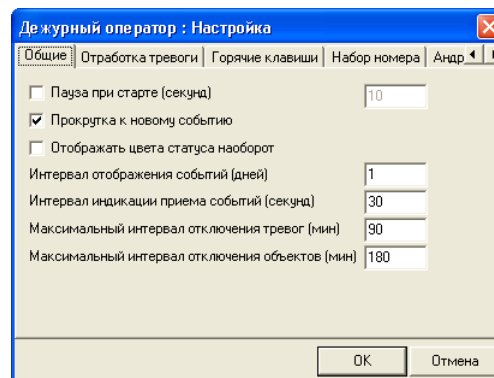 Дежурный оператор : Настройка
Общие Отработка тревоги Горячие клавиши Набор номера Андр
Пауза при старте (секунд) 10
Прокрутка к новому событию
Отображать цвета статуса наоборот
Интервал отображения событий (дней) 1
Интервал индикации приема событий (секунд) 30
Максимальный интервал отключения тревог (мин) 90
Максимальный интервал отключения объектов (мин) 180
OK Отмена